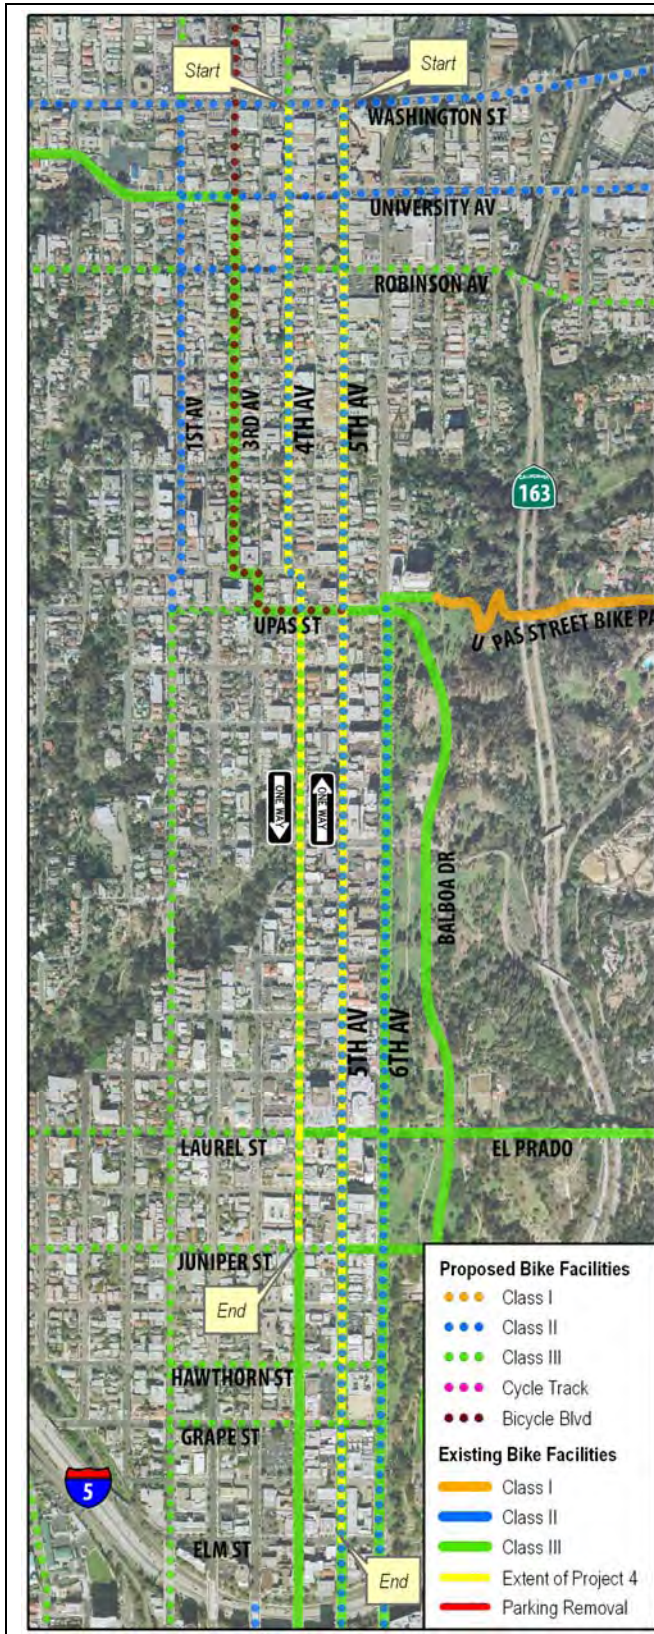 Start
Start
WASHINGTON ST
UNIVERSITY AV
ROBINSON AV
1ST AV
3RD AV
4TH AV
5TH AV
CALIFORNIA
163
UPAS ST
U PAS STREET BIKE PA
ONE WAY
ONE WAY
BALBOA DR
5TH AV
6TH AV
LAUREL ST
EL PRADO
JUNIPER ST
End
HAWTHORN ST
GRAPE ST
5
ELM ST
End
Proposed Bike Facilities
Class I
Class II
Class III
Cycle Track
Bicycle Blvd
Existing Bike Facilities
Class I
Class II
Class III
Extent of Project 4
Parking Removal